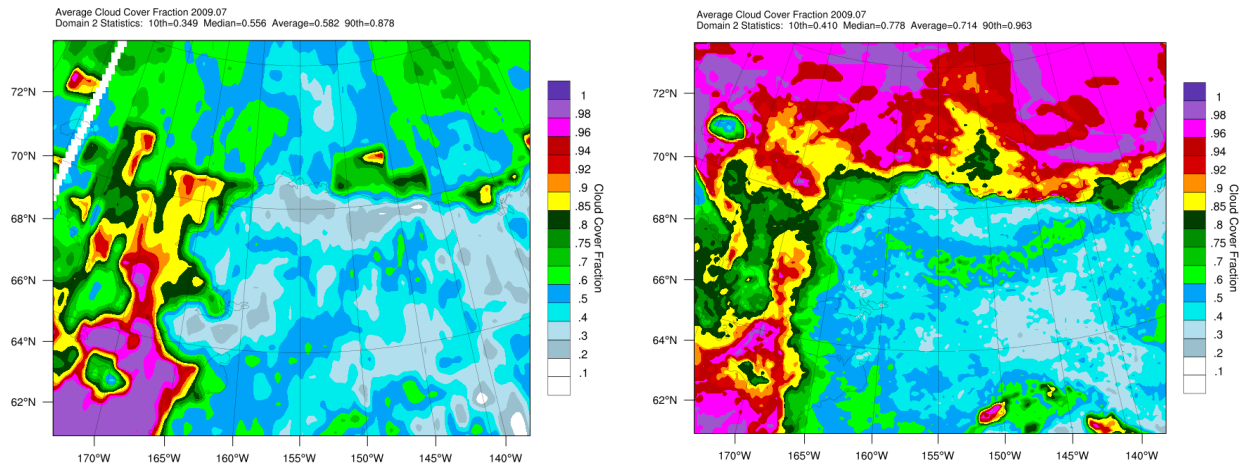 Average Cloud Cover Fraction 2009.07
Domain 2 Statistics: 10th=0.349 Median=0.556 Average=0.582 90th=0.878
72°N
70°N
68°N
66°N
64°N
62°N
170°W 165°W 160°W 155°W 150°W 145°W 140°W
1
.98
.96
.94
.92
.9
.85
.8
.75
.6
.5
.4
.3
.2
.1
Cloud Cover Fraction
Average Cloud Cover Fraction 2009.07
Domain 2 Statistics: 10th=0.410 Median=0.778 Average=0.714 90th=0.963
72°N
70°N
68°N
66°N
64°N
62°N
170°W 165°W 160°W 155°W 150°W 145°W 140°W
1
.98
.96
.94
.92
.9
.85
.8
.75
.6
.5
.4
.3
.2
.1
Cloud Cover Fraction